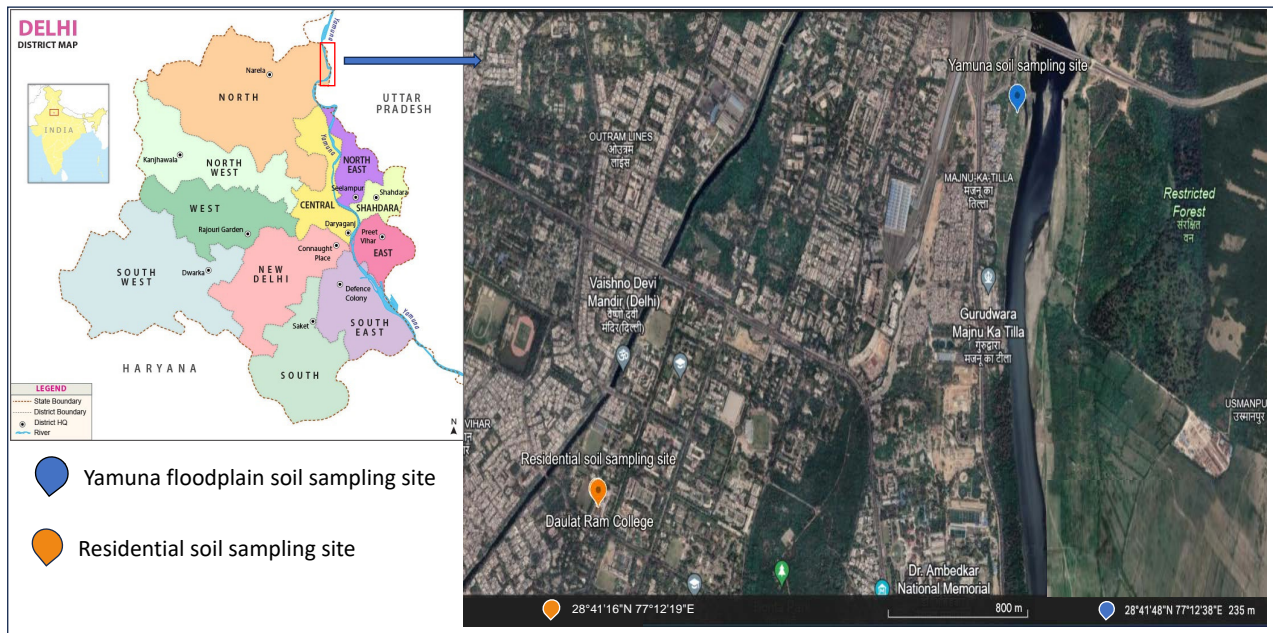 DELHI
DISTRICT MAP
INDIA
Yamuna
Narela
NORTH
UTTAR
PRADESH
Kanjhawala
NORTH
WEST
Yamuna
NORTH
EAST
Seelampur
Shahdara
SHAHDARA
WEST
CENTRAL
Rajouri Garden
Daryaganj
Preet
Vihar
EAST
Connaught
Place
SOUTH
WEST
Dwarka
NEW
DELHI
Defence
Colony
Yamuna
Saket
SOUTH
EAST
HARYANA
SOUTH
LEGEND
State Boundary
District Boundary
District HQ
River
N
Yamuna floodplain soil sampling site
Residential soil sampling site
Yamuna soil sampling site
OUTRAM LINES
ओउत्रम
लाईंस
MAJNU-KA-TILLA
मजनू का
तिल्ला
Restricted
Forest
संरक्षित
वन
Vaishno Devi
Mandir (Delhi)
वैष्णो देवी
मंदिर (दिल्ली)
Gurudwara
Majnu Ka Tilla
गुरुद्वारा
मजनू का टीला
USMANPU
उस्मानपुर
VIHAR
Residential soil sampling site
Daulat Ram College
Dr. Ambedkar
National Memorial
28°41'16"N 77°12'19"E
800 m
28°41'48"N 77°12'38"E 235 m